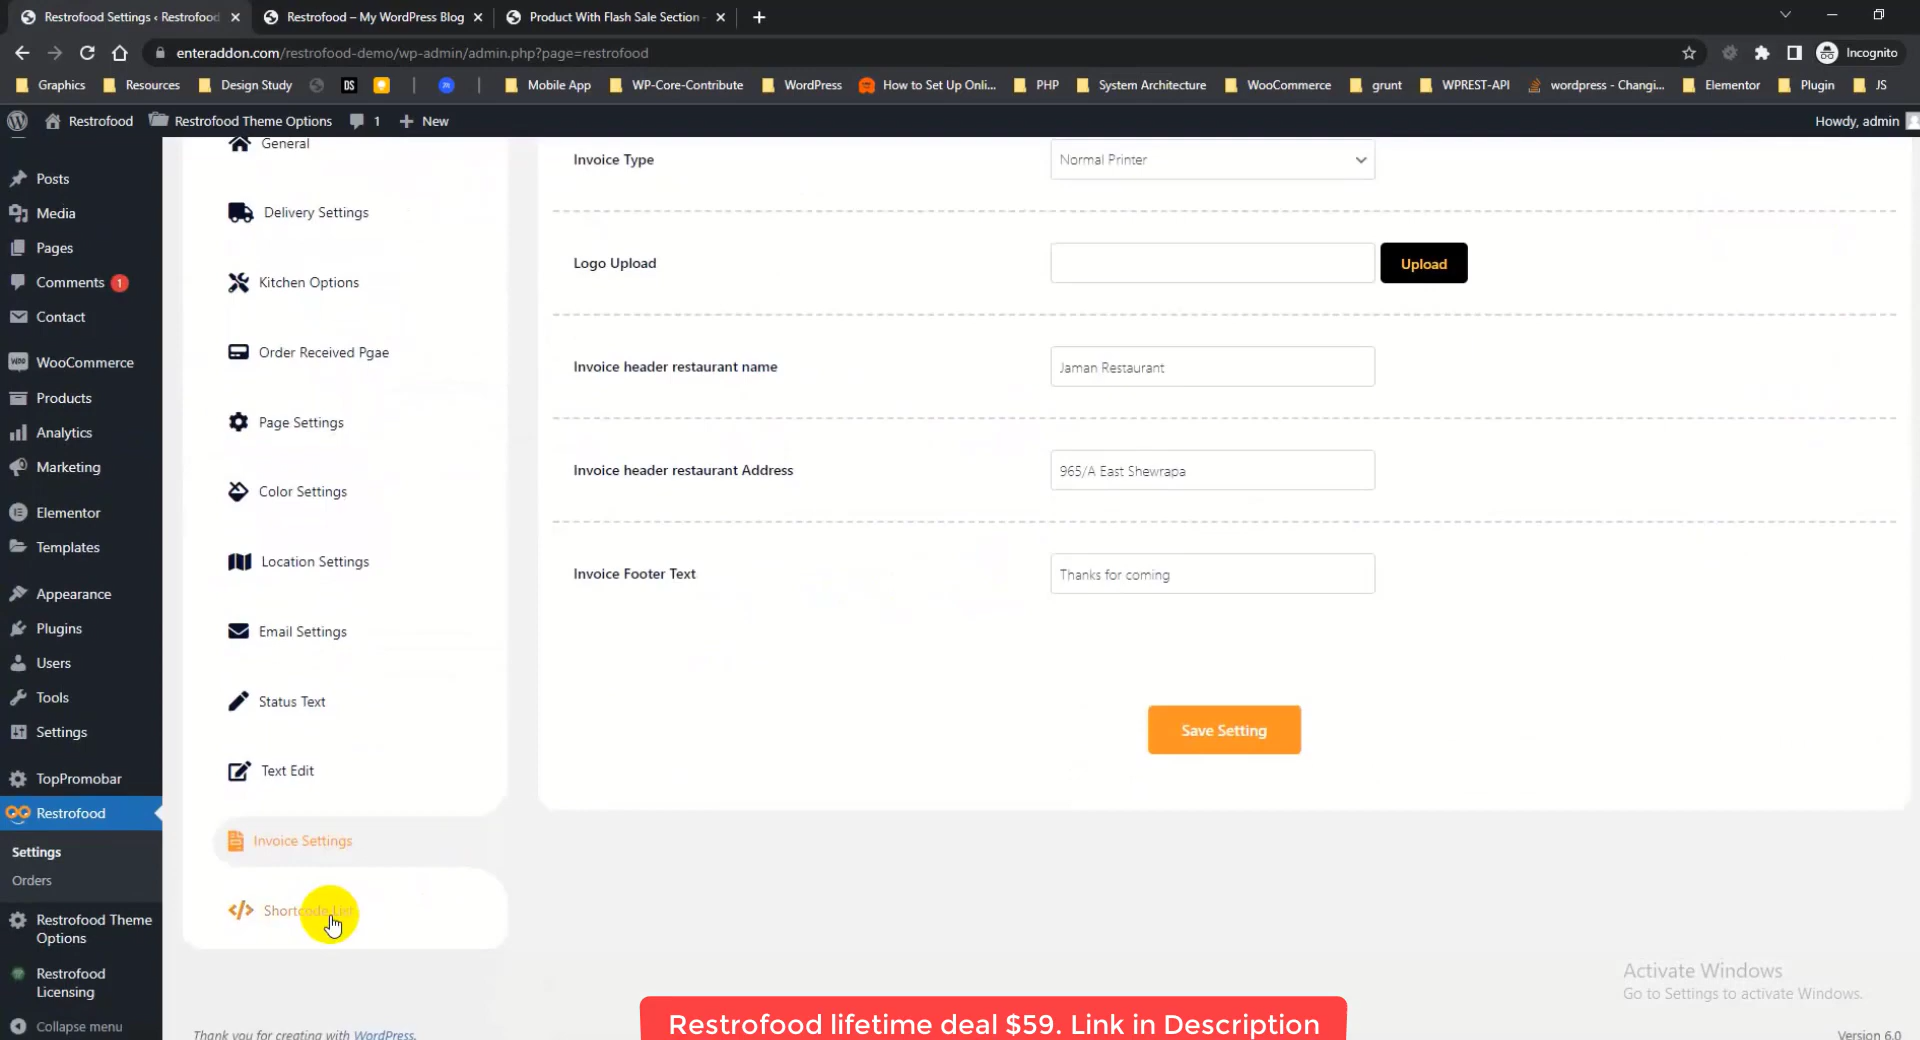 Restrofood Settings ‹ Restrofood
Restrofood – My WordPress Blog
Product With Flash Sale Section -
enteraddon.com/restrofood-demo/wp-admin/admin.php?page=restrofood
Incognito
Graphics
Resources
Design Study
DS
Mobile App
WP-Core-Contribute
WordPress
How to Set Up Onli...
PHP
System Architecture
WooCommerce
grunt
WPREST-API
wordpress - Changi...
Elementor
Plugin
JS
Restrofood
Restrofood Theme Options
1
New
Howdy, admin
Posts
Media
Pages
Comments 1
Contact
WooCommerce
Products
Analytics
Marketing
Elementor
Templates
Appearance
Plugins
Users
Tools
Settings
TopPromobar
Restrofood
Settings
Orders
Restrofood Theme
Options
Restrofood
Licensing
Collapse menu
General
Delivery Settings
Kitchen Options
Order Received Pgae
Page Settings
Color Settings
Location Settings
Email Settings
Status Text
Text Edit
Invoice Settings
Shortcode List
Invoice Type
Normal Printer
Logo Upload
Upload
Invoice header restaurant name
Jaman Restaurant
Invoice header restaurant Address
965/A East Shewrapa
Invoice Footer Text
Thanks for coming
Save Setting
Activate Windows
Go to Settings to activate Windows.
Thank you for creating with WordPress.
Version 6.0
Restrofood lifetime deal $59. Link in Description